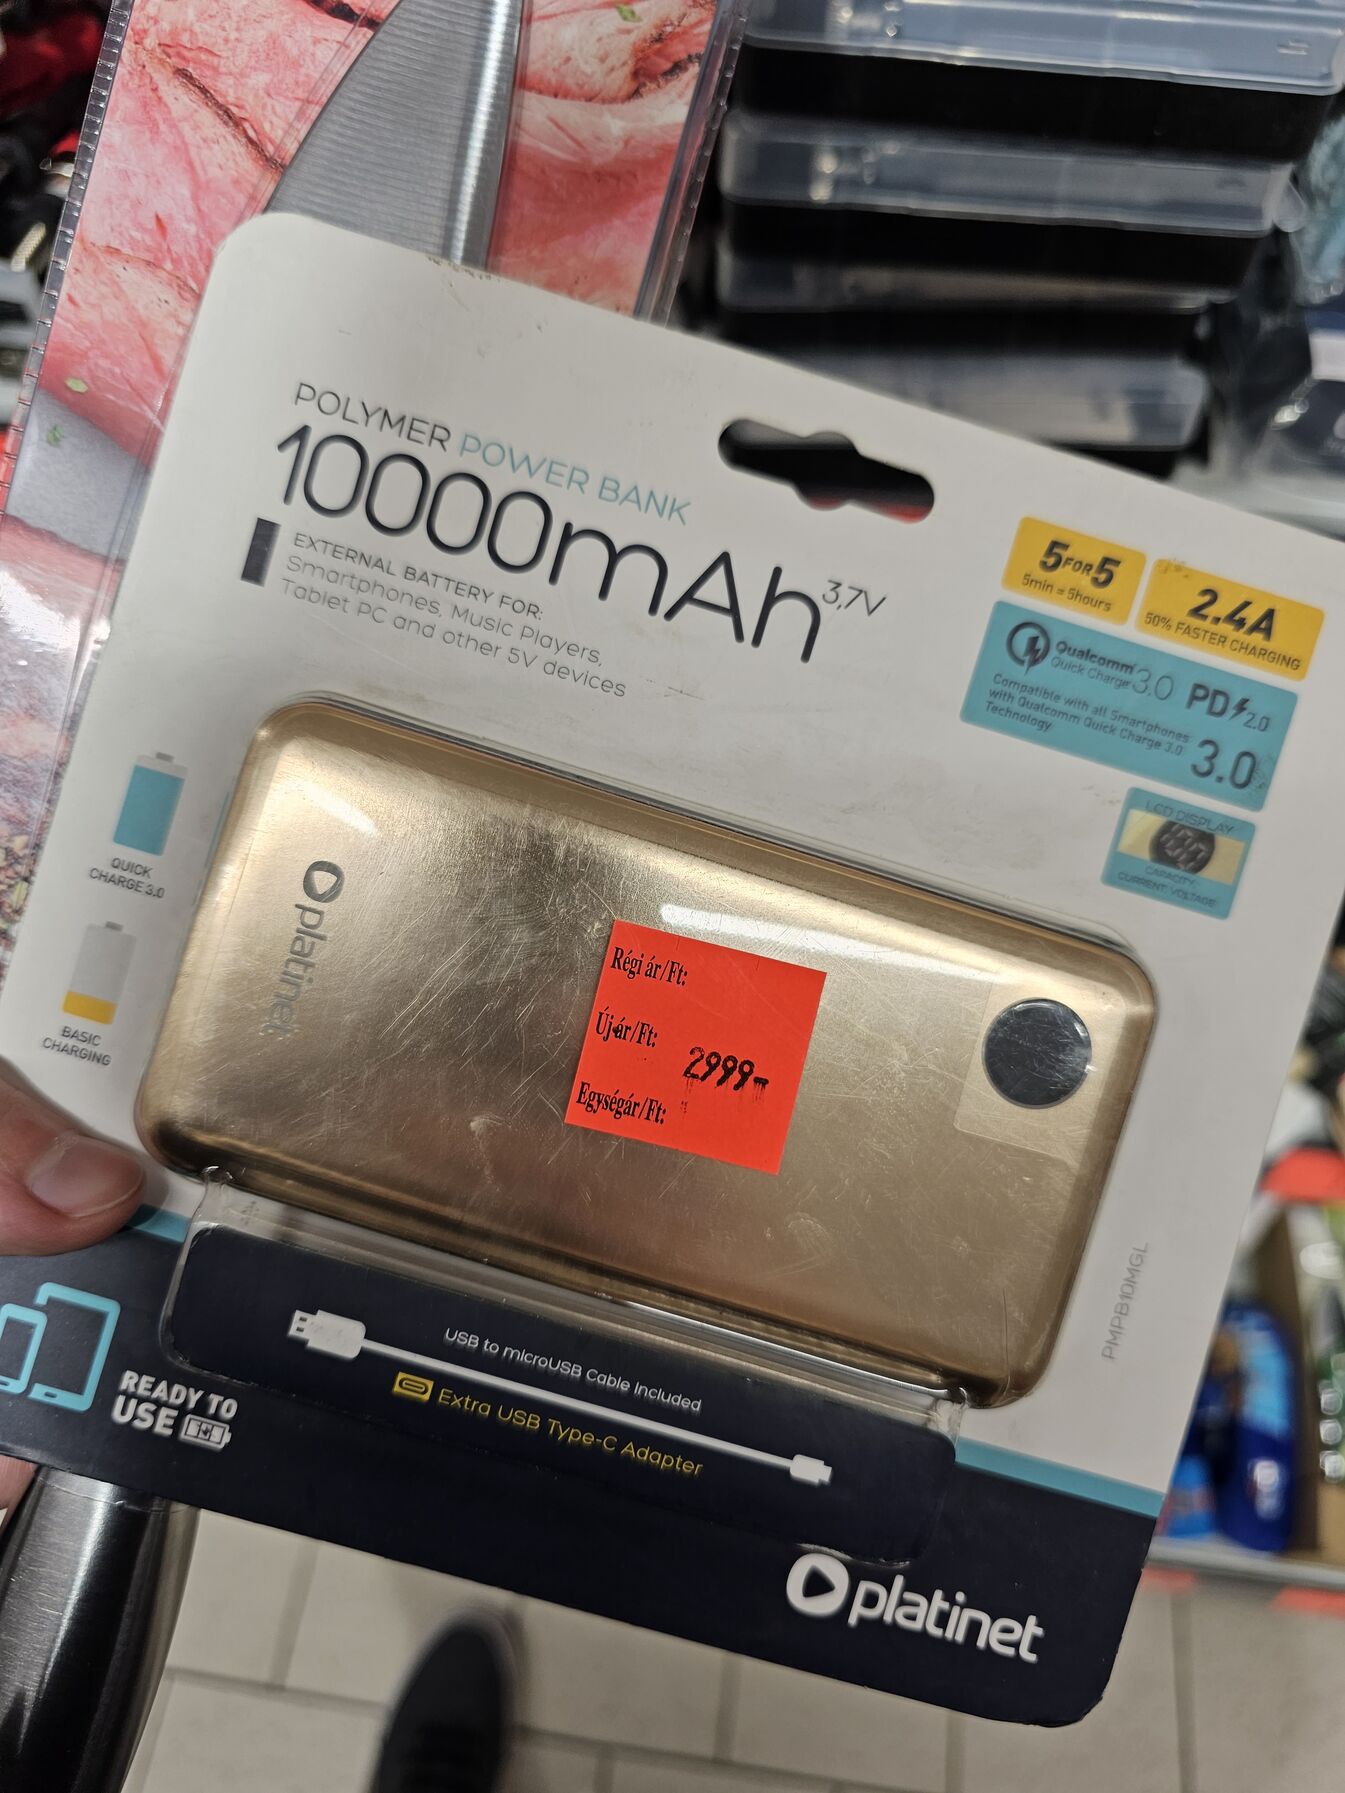 POLYMER POWER BANK
10000mAh 3,7V
EXTERNAL BATTERY FOR:
Smartphones, Music Players,
Tablet PC and other 5V devices
5FOR5
5min = 5hours
2.4A
50% FASTER CHARGING
Qualcomm
Quick Charge 3.0
PD 2.0
Compatible with all Smartphones
with Qualcomm Quick Charge 3.0
Technology
3.0
LCD DISPLAY
CAPACITY
CURRENT, VOLTAGE
QUICK
CHARGE 3.0
BASIC
CHARGING
platinet
Régi ár/Ft:
Új ár/Ft: 2999-
Egységár/Ft:
PMPB10MGL
USB to microUSB Cable Included
Extra USB Type-C Adapter
READY TO
USE
platinet